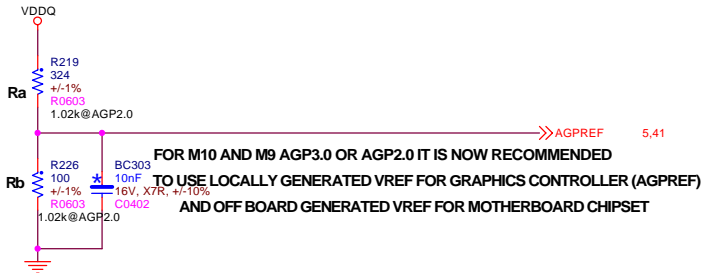 VDDQ
R219
324
+/-1%
R0603
1.02k@AGP2.0
Ra
AGPREF 5,41
R226
100
+/-1%
R0603
1.02k@AGP2.0
Rb
BC303
10nF
16V, X7R, +/-10%
C0402
*
FOR M10 AND M9 AGP3.0 OR AGP2.0 IT IS NOW RECOMMENDED
TO USE LOCALLY GENERATED VREF FOR GRAPHICS CONTROLLER (AGPREF)
AND OFF BOARD GENERATED VREF FOR MOTHERBOARD CHIPSET